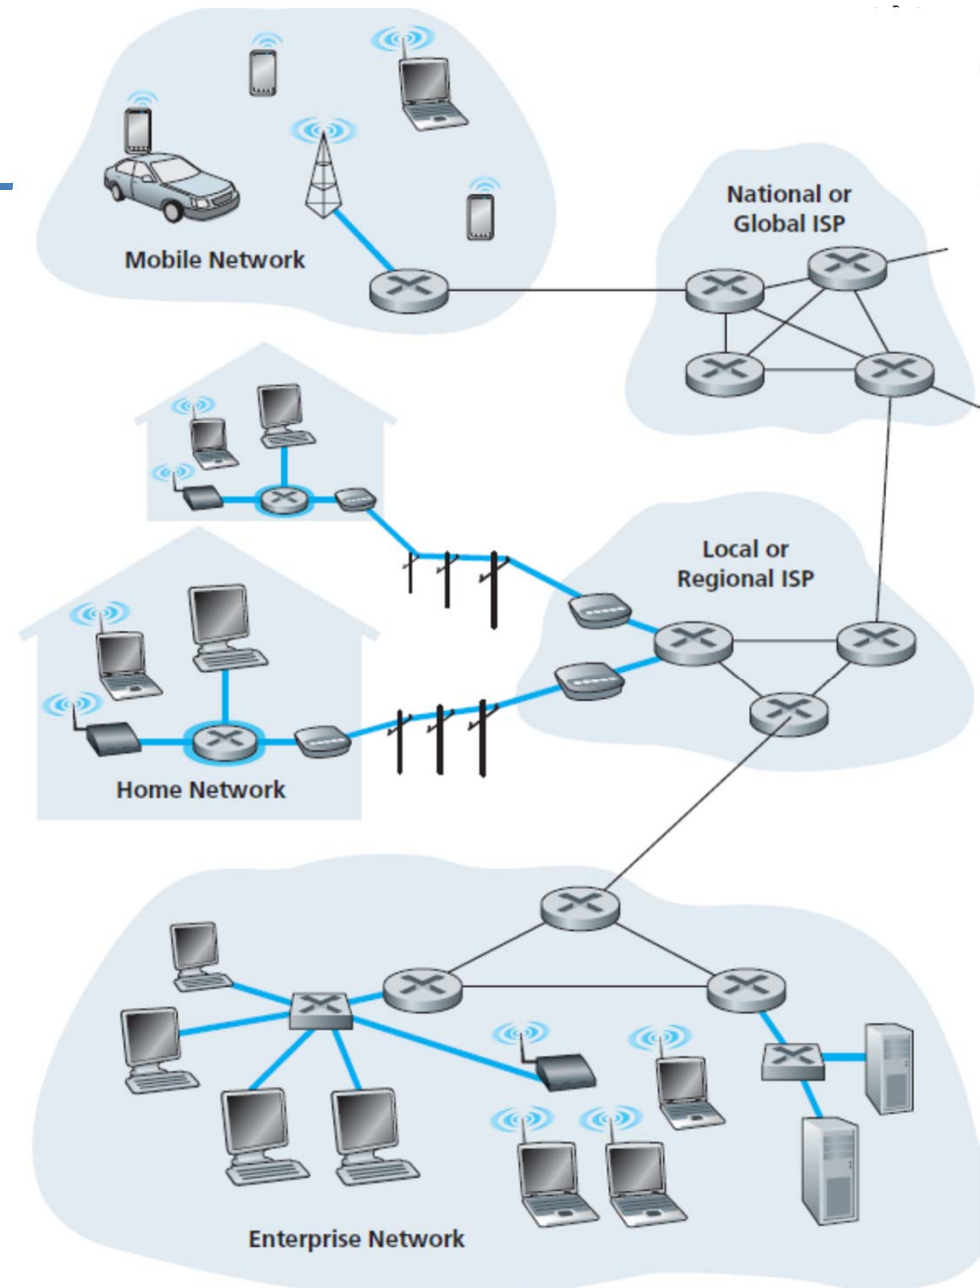 National or
Global ISP
Mobile Network
Local or
Regional ISP
Home Network
Enterprise Network